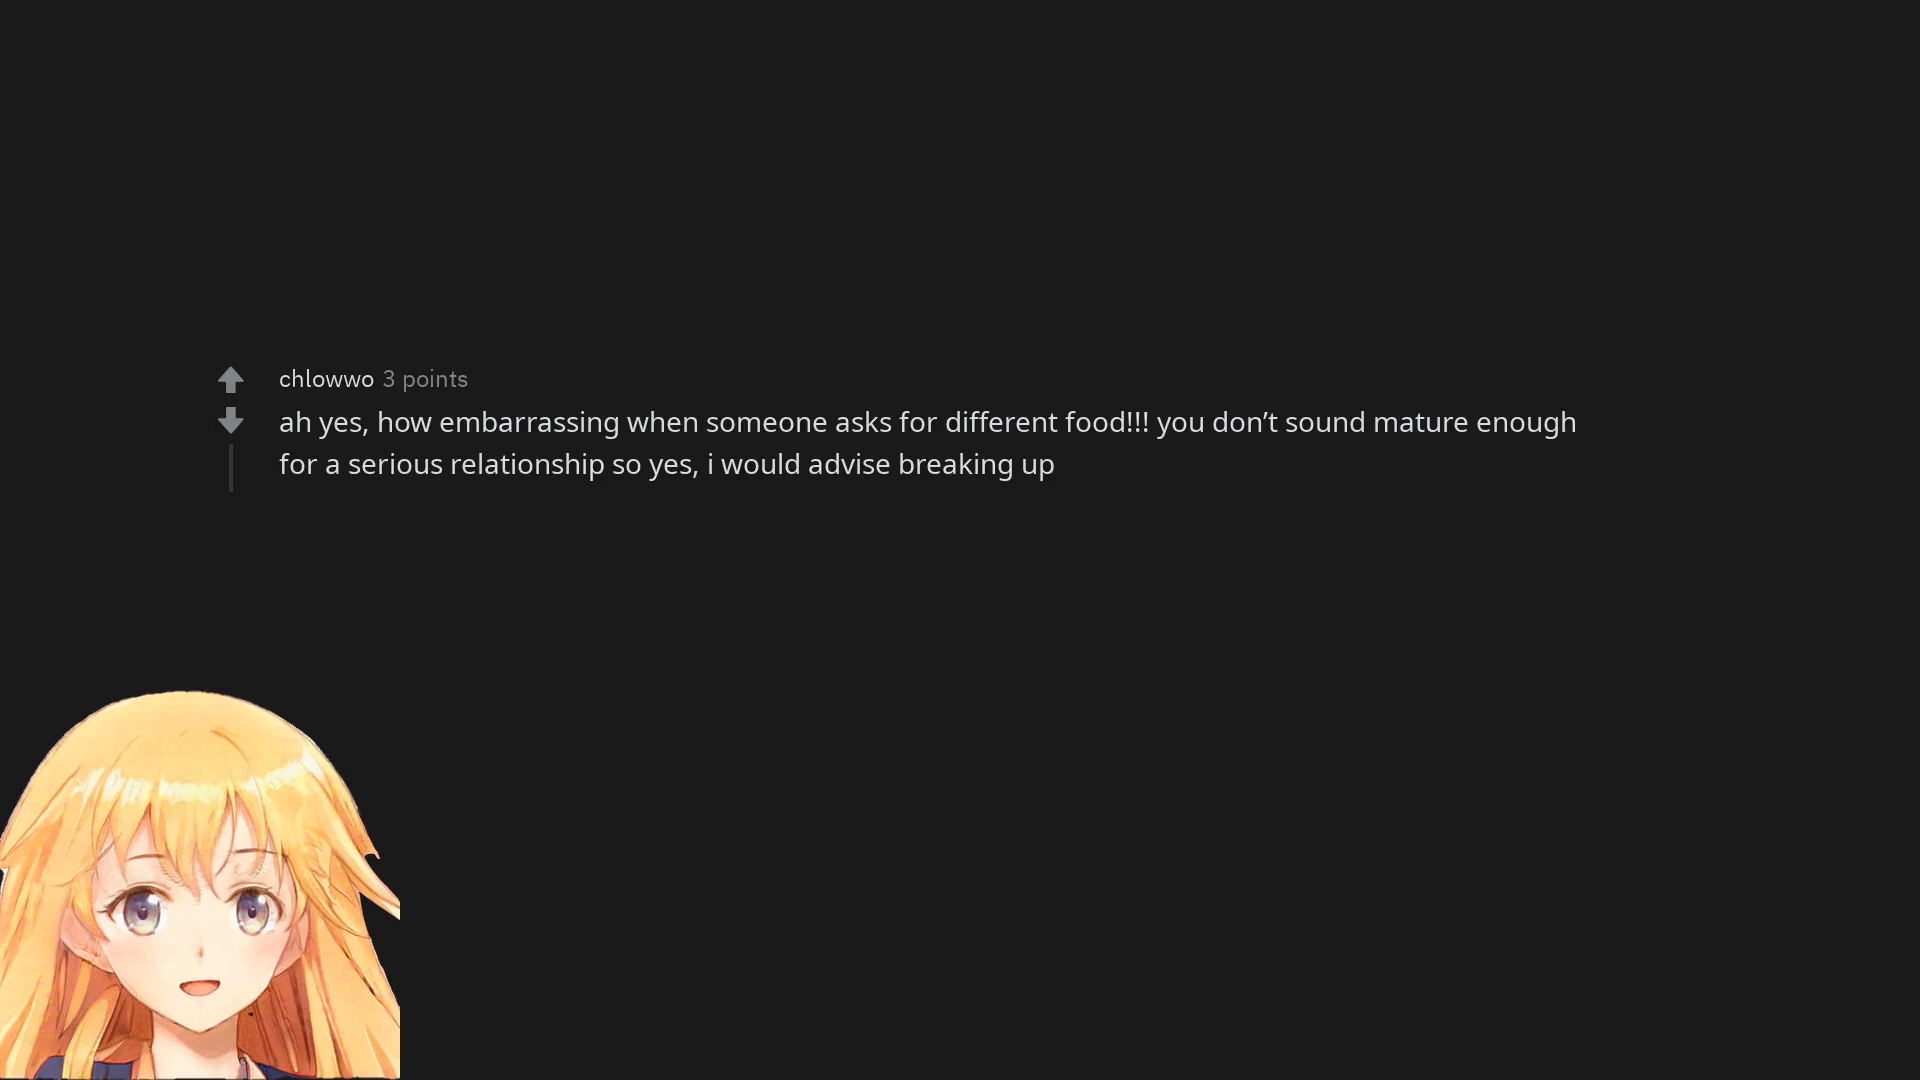 chlowwo 3 points
ah yes, how embarrassing when someone asks for different food!!! you don’t sound mature enough
for a serious relationship so yes, i would advise breaking up